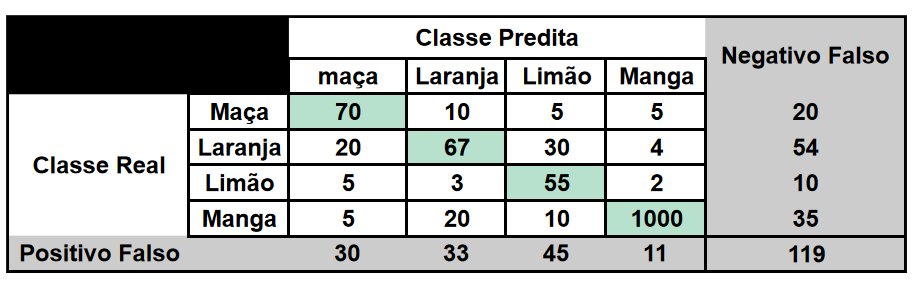 Classe Predita Negativo Falso
maça Laranja Limão Manga
Classe Real Maça 70 10 5 5 20
Laranja 20 67 30 4 54
Limão 5 3 55 2 10
Manga 5 20 10 1000 35
Positivo Falso 30 33 45 11 119